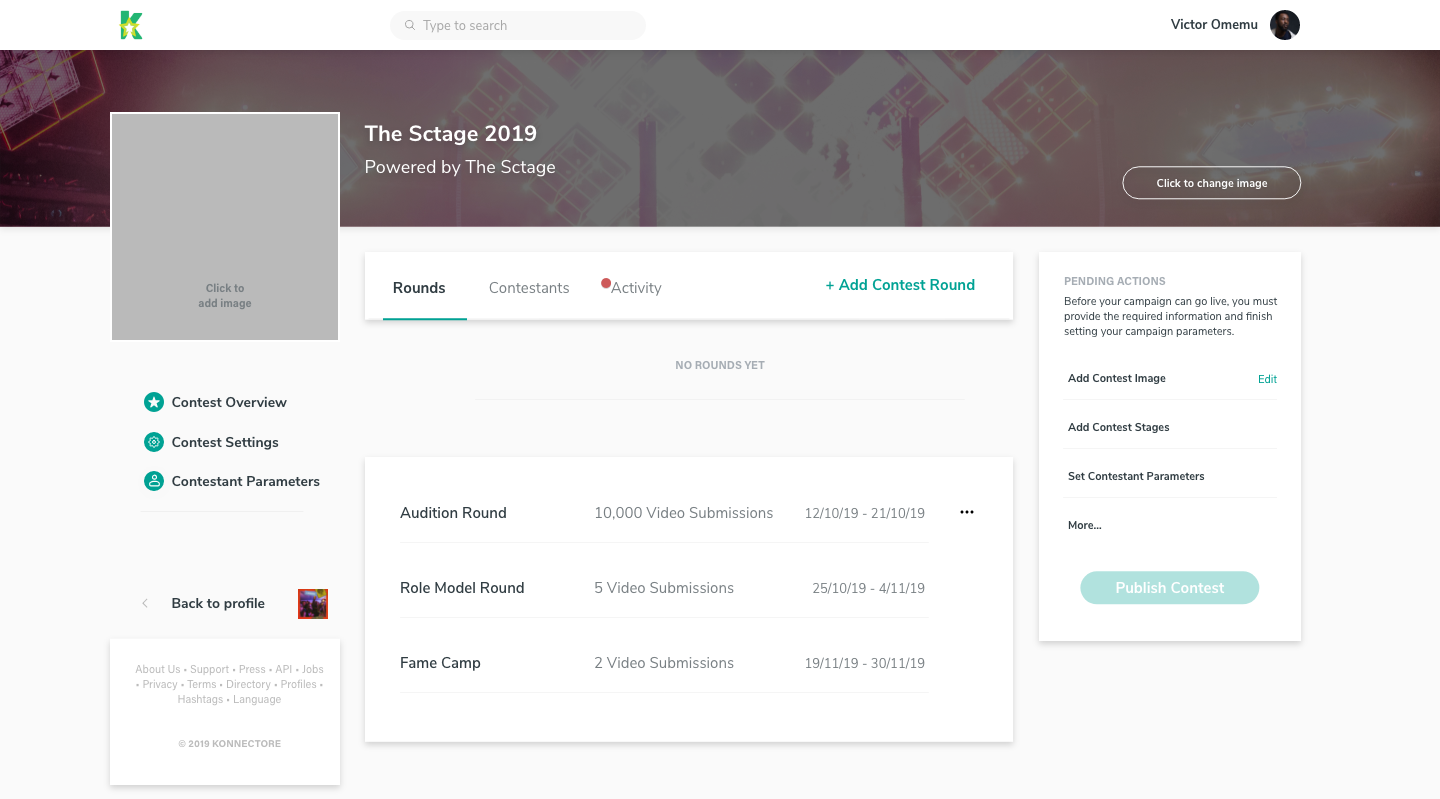 Type to search
Victor Omemu
The Sctage 2019
Powered by The Sctage
Click to change image
Click to
add image
Contest Overview
Contest Settings
Contestant Parameters
Back to profile
About Us • Support • Press • API • Jobs
• Privacy • Terms • Directory • Profiles •
Hashtags • Language
© 2019 KONNECTORE
Rounds
Contestants
Activity
+ Add Contest Round
NO ROUNDS YET
Audition Round 10,000 Video Submissions 12/10/19 - 21/10/19
Role Model Round 5 Video Submissions 25/10/19 - 4/11/19
Fame Camp 2 Video Submissions 19/11/19 - 30/11/19
PENDING ACTIONS
Before your campaign can go live, you must
provide the required information and finish
setting your campaign parameters.
Add Contest Image Edit
Add Contest Stages
Set Contestant Parameters
More...
Publish Contest